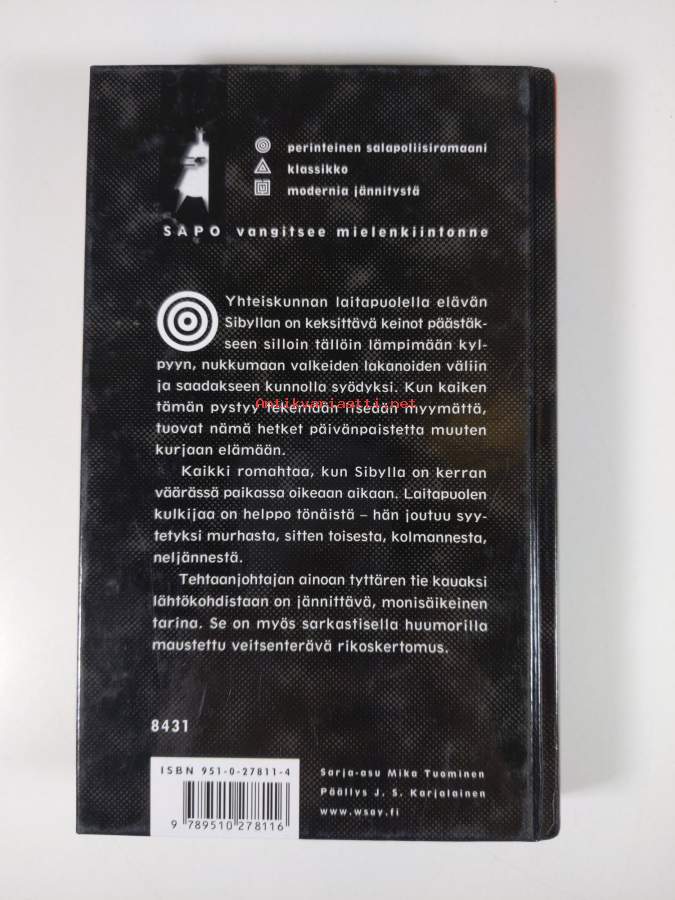 perinteinen salapoliisiromaani
klassikko
modernia jännitystä
SAPO vangitsee mielenkiintonne
Yhteiskunnan laitapuolella elävän
Sibyllan on keksittävä keinot päästäk-
seen silloin tällöin lämpimään kyl-
pyyn, nukkumaan valkeiden lakanoiden väliin
ja saadakseen kunnolla syödyksi. Kun kaiken
Antikvariaatti.net
tämän pystyy tekemään itseään myymättä,
tuovat nämä hetket päivänpaistetta muuten
kurjaan elämään.
Kaikki romahtaa, kun Sibylla on kerran
väärässä paikassa oikeaan aikaan. Laitapuolen
kulkijaa on helppo tönäistä – hän joutuu syy-
tetyksi murhasta, sitten toisesta, kolmannesta,
neljännestä.
Tehtaanjohtajan ainoan tyttären tie kauaksi
lähtökohdistaan on jännittävä, monisäikeinen
tarina. Se on myös sarkastisella huumorilla
maustettu veitsenterävä rikoskertomus.
8431
ISBN 951-0-27811-4
9 789510 278116
Sarja-asu Mika Tuominen
Päällys J. S. Karjalainen
www.wsoy.fi